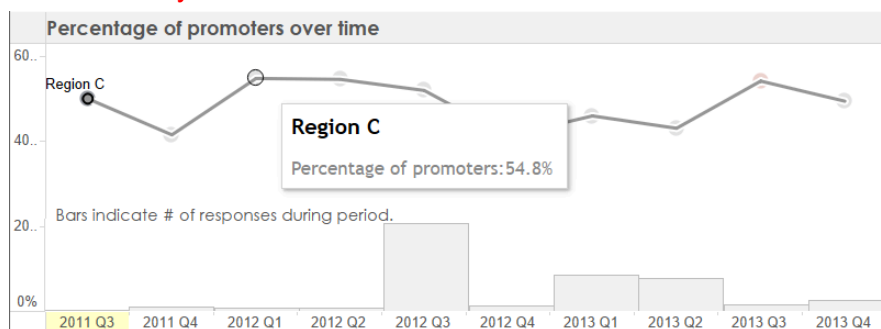 Percentage of promoters over time
60..
Region C
Region C
40..
Percentage of promoters:54.8%
Bars indicate # of responses during period.
20..
0%
2011 Q3 2011 Q4 2012 Q1 2012 Q2 2012 Q3 2012 Q4 2013 Q1 2013 Q2 2013 Q3 2013 Q4